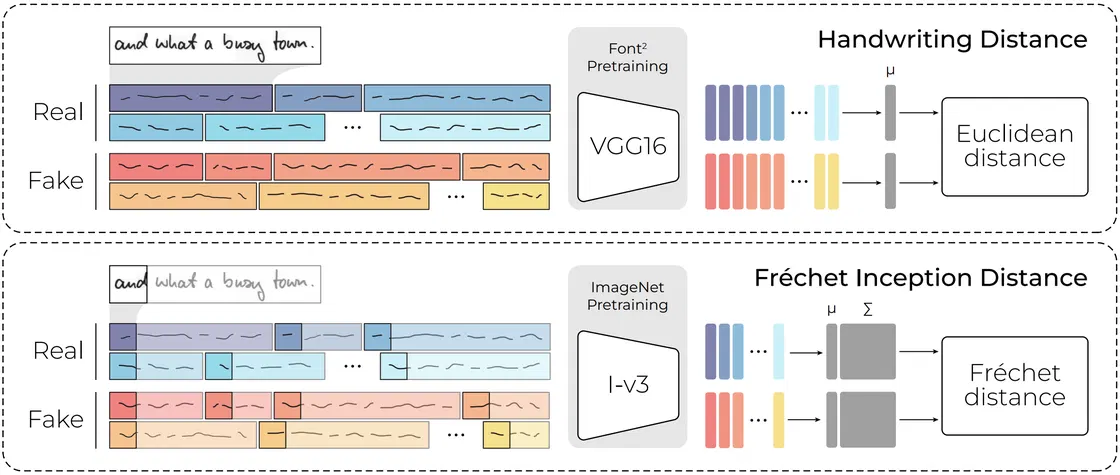 and what a busy town.
Font² Pretraining
Handwriting Distance
Real
Fake
...
...
VGG16
...
...
μ
Euclidean distance
and what a busy town.
ImageNet Pretraining
Fréchet Inception Distance
Real
Fake
...
...
I-v3
...
...
μ
Σ
Fréchet distance